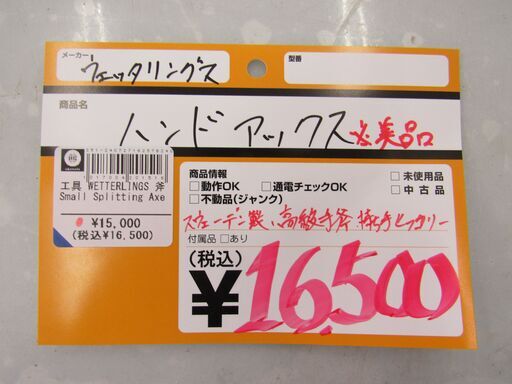 メーカー
ウェッタリングス
型番
商品名
ハンドアックス
美品
工具 WETTERLINGS 斧
Small Splitting Axe
¥15,000
(税込¥16,500)
商品情報
□動作OK □通電チェックOK
□不動品(ジャンク)
□未使用品
□中古品
スウェーデン製、高級手斧 持ち手ヒッコリー
付属品 □あり
(税込)
¥16,500